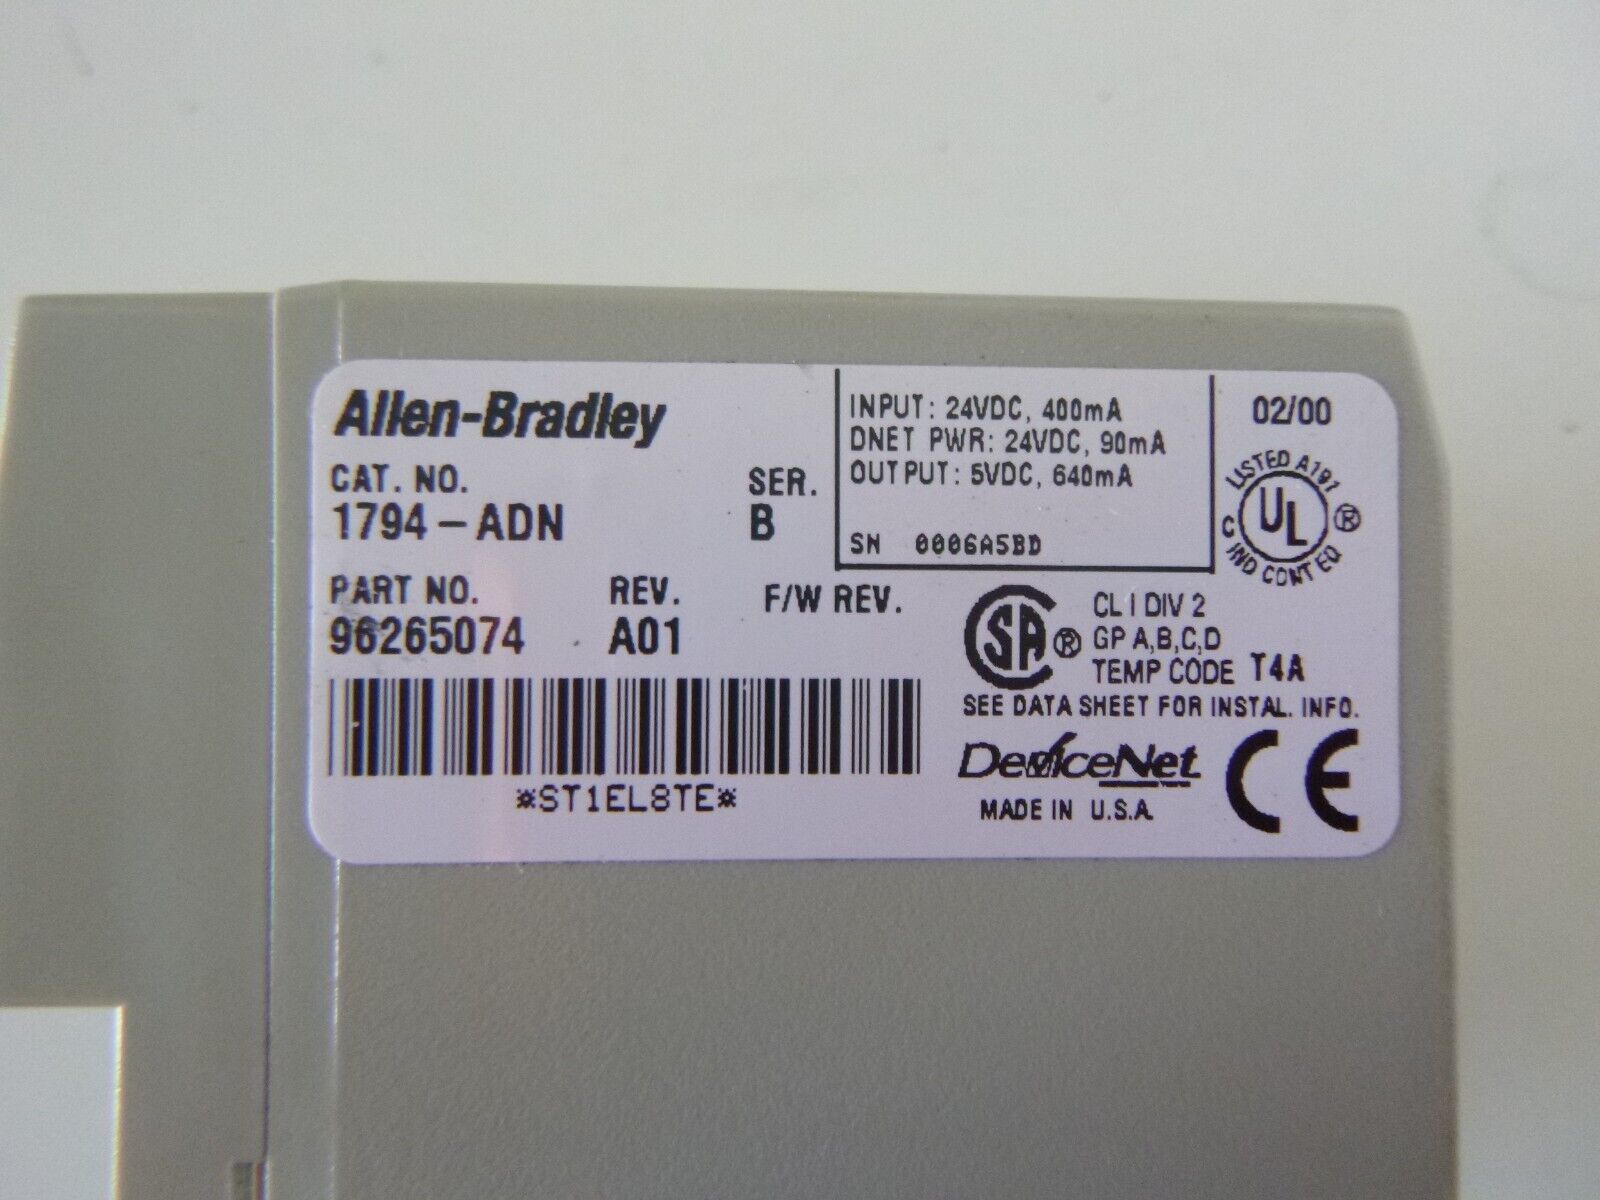 Allen-Bradley
CAT. NO.
1794-ADN
SER.
B
PART NO.
96265074
REV.
A01
F/W REV.
*ST1EL8TE*
INPUT: 24VDC, 400mA
DNET PWR: 24VDC, 90mA
OUTPUT: 5VDC, 640mA
SN 0006A5BD
02/00
LISTED A197
C UL ®
IND CONT EQ
SA ®
CL I DIV 2
GP A,B,C,D
TEMP CODE T4A
SEE DATA SHEET FOR INSTAL. INFO.
DeviceNet
MADE IN U.S.A.
CE